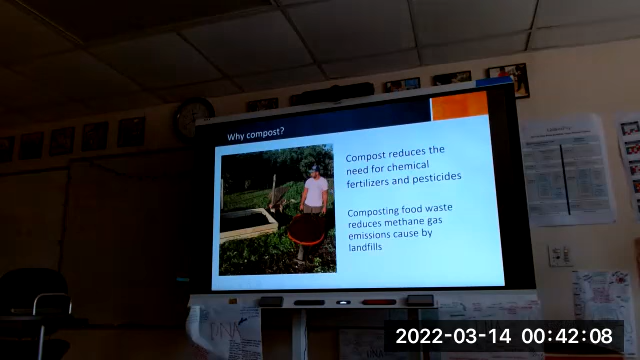 Why compost?
Compost reduces the
need for chemical
fertilizers and pesticides
Composting food waste
reduces methane gas
emissions cause by
landfills
DNA
2022-03-14 00:42:08